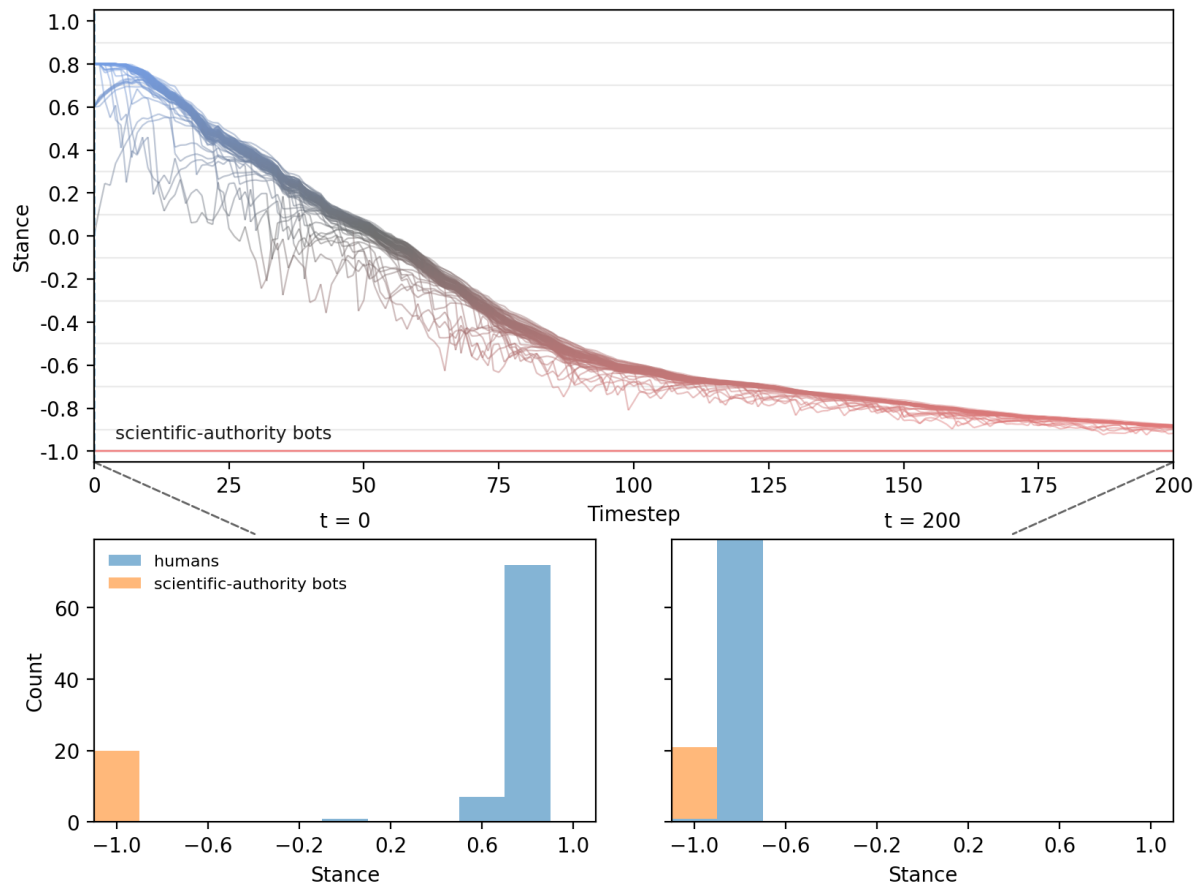 1.0
0.8
0.6
0.4
0.2
0.0
-0.2
-0.4
-0.6
-0.8
-1.0
Stance
scientific-authority bots
0 25 50 75 100 125 150 175 200
Timestep
t = 0
t = 200
humans
scientific-authority bots
60
40
20
0
Count
−1.0 −0.6 −0.2 0.2 0.6 1.0
Stance
−1.0 −0.6 −0.2 0.2 0.6 1.0
Stance